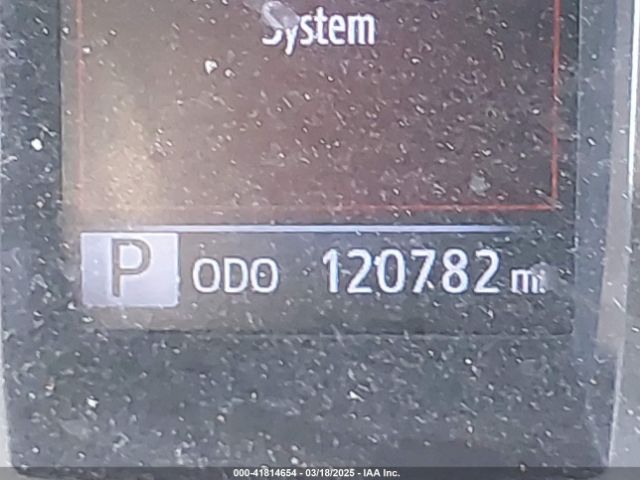 System
P ODO 120782 mi
000-41814654 - 03/18/2025 - IAA Inc.